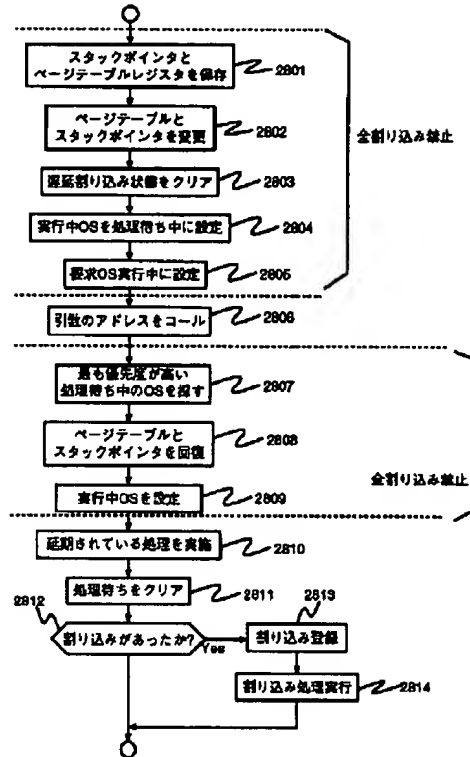 スタックポインタと
ページテーブルレジスタを保存
2801
ページテーブルと
スタックポインタを変更
2802
全割り込み禁止
遅延割り込み状態をクリア
2803
実行中OSを処理待ち中に設定
2804
要求OS実行中に設定
2805
引数のアドレスをコール
2806
最も優先度が高い
処理待ち中のOSを探す
2807
ページテーブルと
スタックポインタを回復
2808
全割り込み禁止
実行中OSを設定
2809
延期されている処理を実施
2810
処理待ちをクリア
2811
2812
割り込みがあったか?
Yes
2813
割り込み登録
割り込み処理実行
2814